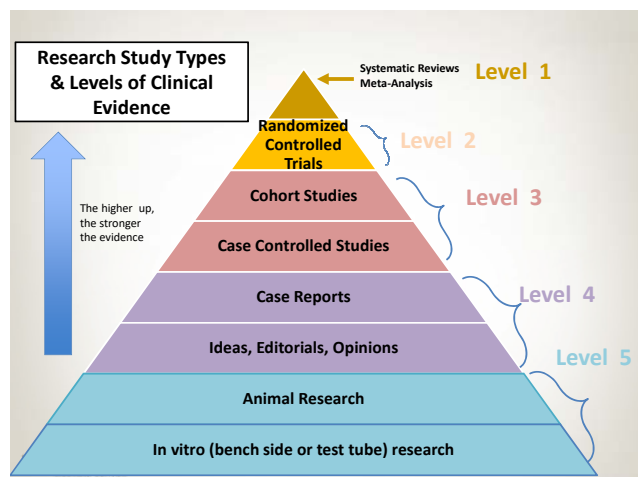 Research Study Types
& Levels of Clinical
Evidence
Systematic Reviews
Meta-Analysis
Level 1
Randomized
Controlled
Trials
Level 2
The higher up,
the stronger
the evidence
Cohort Studies
Level 3
Case Controlled Studies
Case Reports
Level 4
Ideas, Editorials, Opinions
Level 5
Animal Research
In vitro (bench side or test tube) research